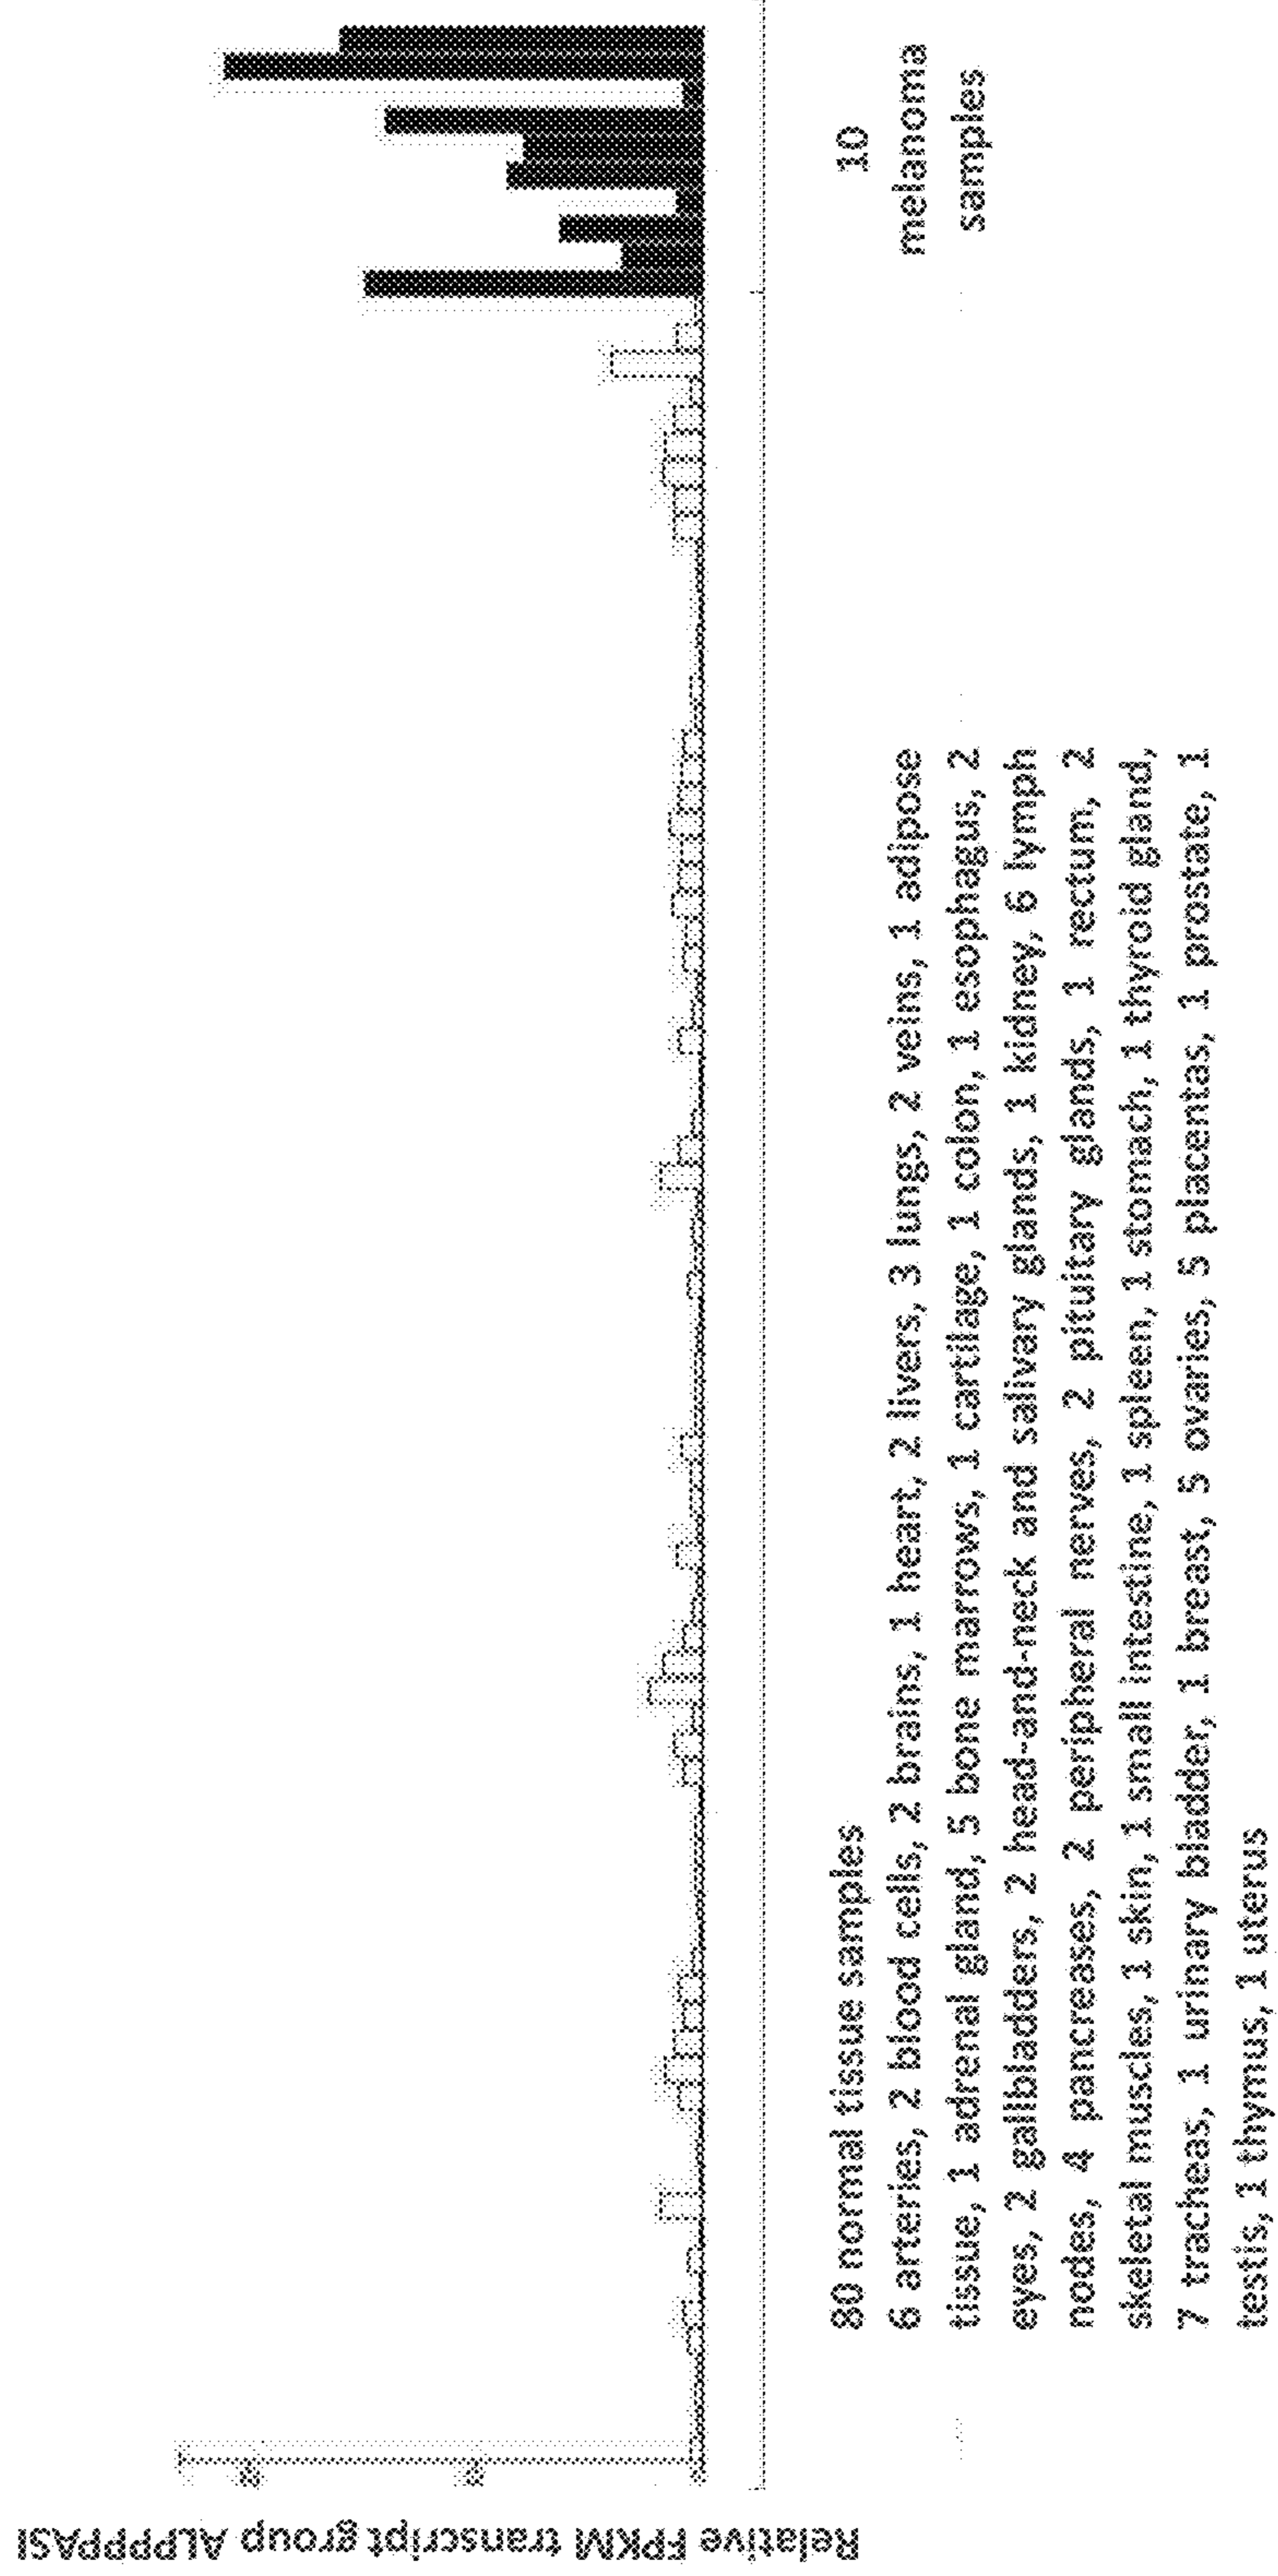 Relative FPKM transcript group ALPPPPASI
80 normal tissue samples
6 arteries, 2 blood cells, 2 brains, 1 heart, 2 livers, 3 lungs, 2 veins, 1 adipose
tissue, 1 adrenal gland, 5 bone marrows, 1 cartilage, 1 colon, 1 esophagus, 2
eyes, 2 gallbladders, 2 head-and-neck and salivary glands, 1 kidney, 6 lymph
nodes, 4 pancreases, 2 peripheral nerves, 2 pituitary glands, 1 rectum, 2
skeletal muscles, 1 skin, 1 small intestine, 1 spleen, 1 stomach, 1 thyroid gland,
7 tracheas, 1 urinary bladder, 1 breast, 5 ovaries, 5 placentas, 1 prostate, 1
testis, 1 thymus, 1 uterus
10
melanoma
samples